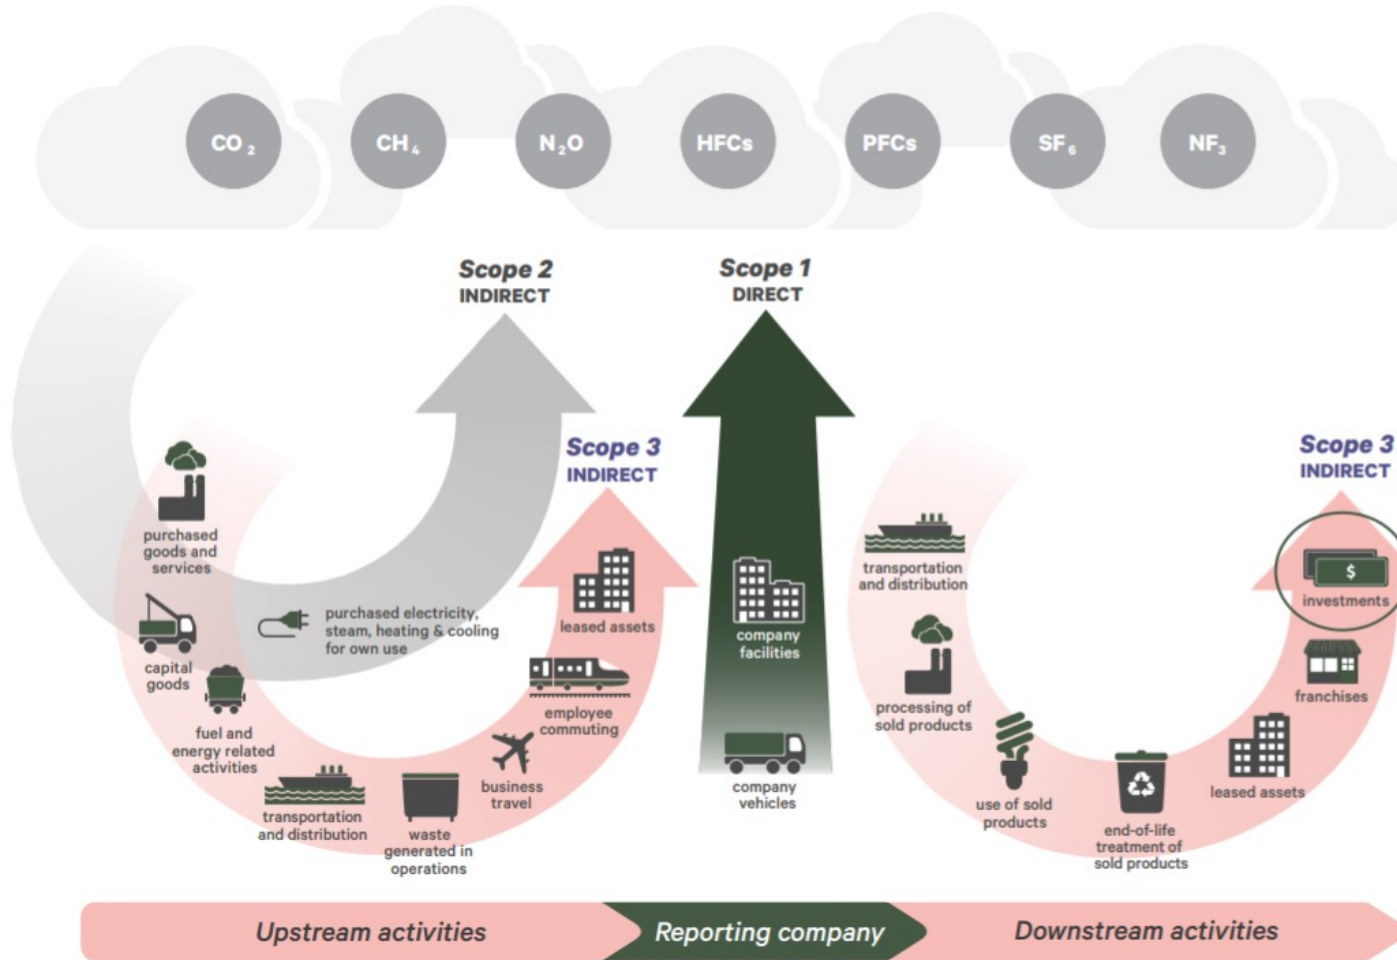 CO₂
CH₄
N₂O
HFCs
PFCs
SF₆
NF₃
Scope 2
INDIRECT
Scope 1
DIRECT
Scope 3
INDIRECT
Scope 3
INDIRECT
purchased
goods and
services
capital
goods
fuel and
energy related
activities
purchased electricity,
steam, heating & cooling
for own use
transportation
and distribution
waste
generated in
operations
business
travel
employee
commuting
leased assets
company
facilities
company
vehicles
transportation
and distribution
processing of
sold products
use of sold
products
end-of-life
treatment of
sold products
leased assets
franchises
$
investments
Upstream activities
Reporting company
Downstream activities